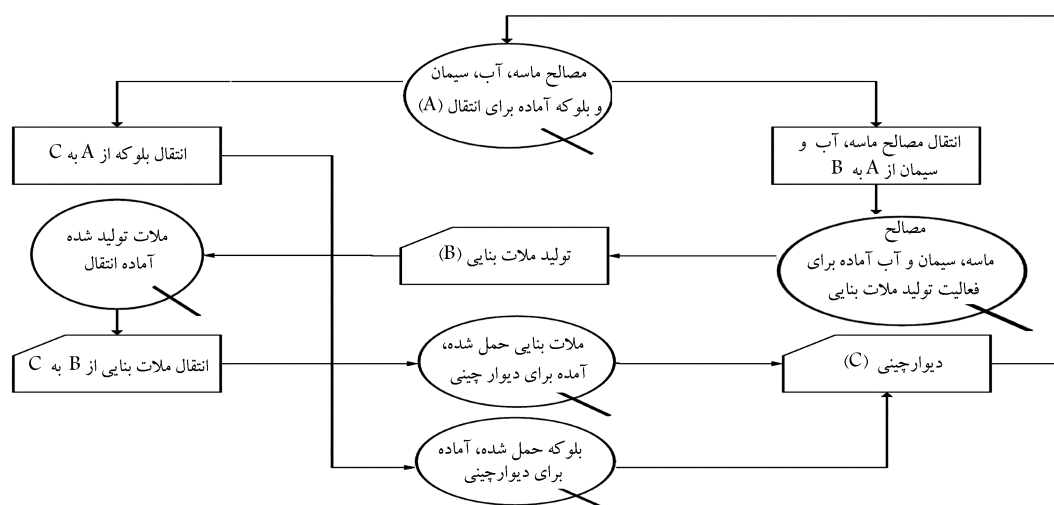 مصالح ماسه، آب، سیمان
و بلوکه آماده برای انتقال (A)
انتقال مصالح ماسه، آب و
سیمان از A به B
انتقال بلوکه از A به C
مصالح
ماسه، سیمان و آب آماده برای
فعالیت تولید ملات بنایی
تولید ملات بنایی (B)
ملات تولید شده
آماده انتقال
انتقال ملات بنایی از B به C
ملات بنایی حمل شده،
آمده برای دیوار چینی
دیوارچینی (C)
بلوکه حمل شده، آماده
برای دیوارچینی